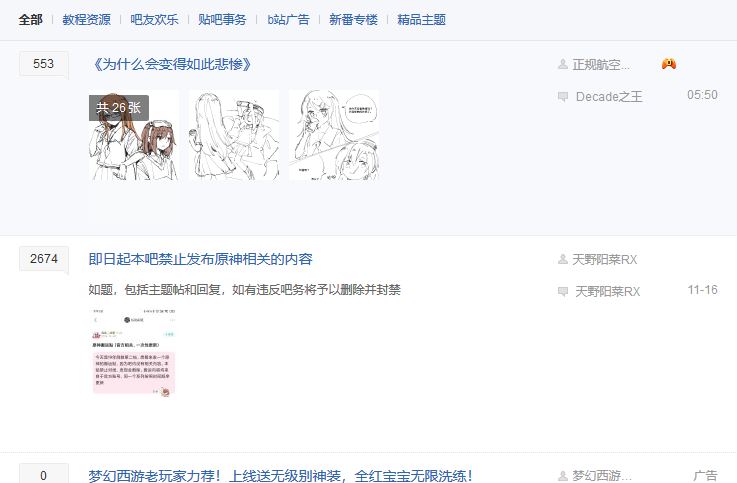 全部 教程资源 吧友欢乐 贴吧事务 b站广告 新番专楼 精品主题
553 《为什么会变得如此悲惨》 正规航空...
共 26 张
Decade之王 05:50
2674 即日起本吧禁止发布原神相关的内容 天野阳菜RX
如题，包括主题帖和回复，如有违反吧务将予以删除并封禁 天野阳菜RX 11-16
0 梦幻西游老玩家力荐！上线送无级别神装，全红宝宝无限洗练！ 梦幻西游... 广告